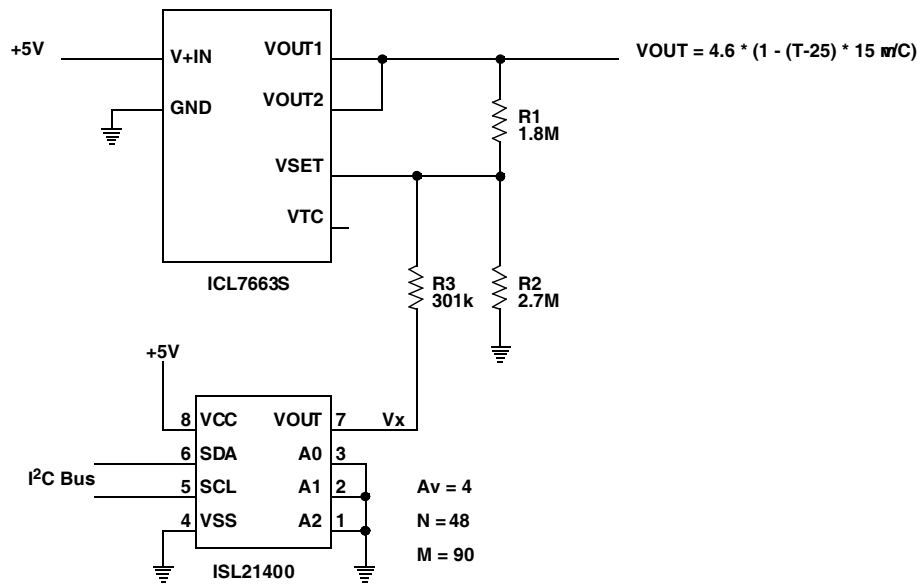 +5V
V+IN
VOUT1
VOUT = 4.6 * (1 - (T-25) * 15 m/C)
VOUT2
GND
R1
1.8M
VSET
VTC
ICL7663S
R3
301k
R2
2.7M
+5V
8 VCC VOUT 7 Vx
6 SDA A0 3
I²C Bus
5 SCL A1 2
4 VSS A2 1
Av = 4
N = 48
M = 90
ISL21400